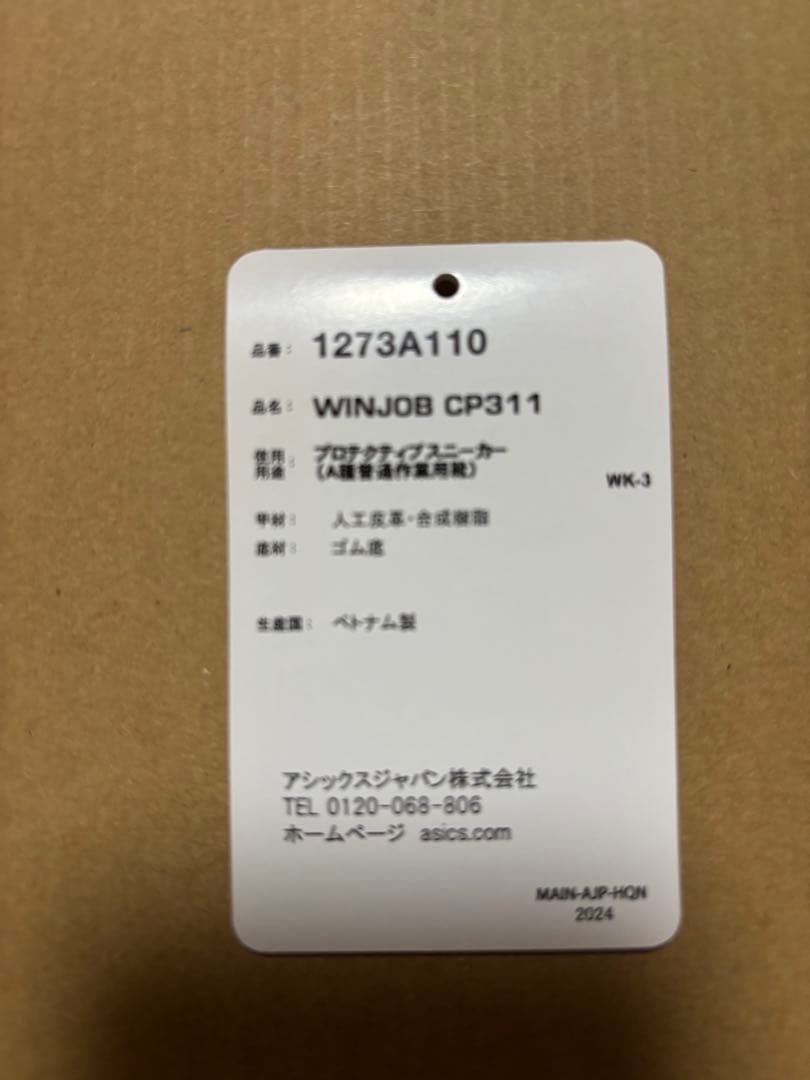 品番： 1273A110
品名： WINJOB CP311
使用用途： プロテクティブスニーカー
(A種普通作業用靴)
WK-3
甲材： 人工皮革・合成樹脂
底材： ゴム底
生産国： ベトナム製
アシックスジャパン株式会社
TEL 0120-068-806
ホームページ asics.com
MAIN-AJP-HQN
2024